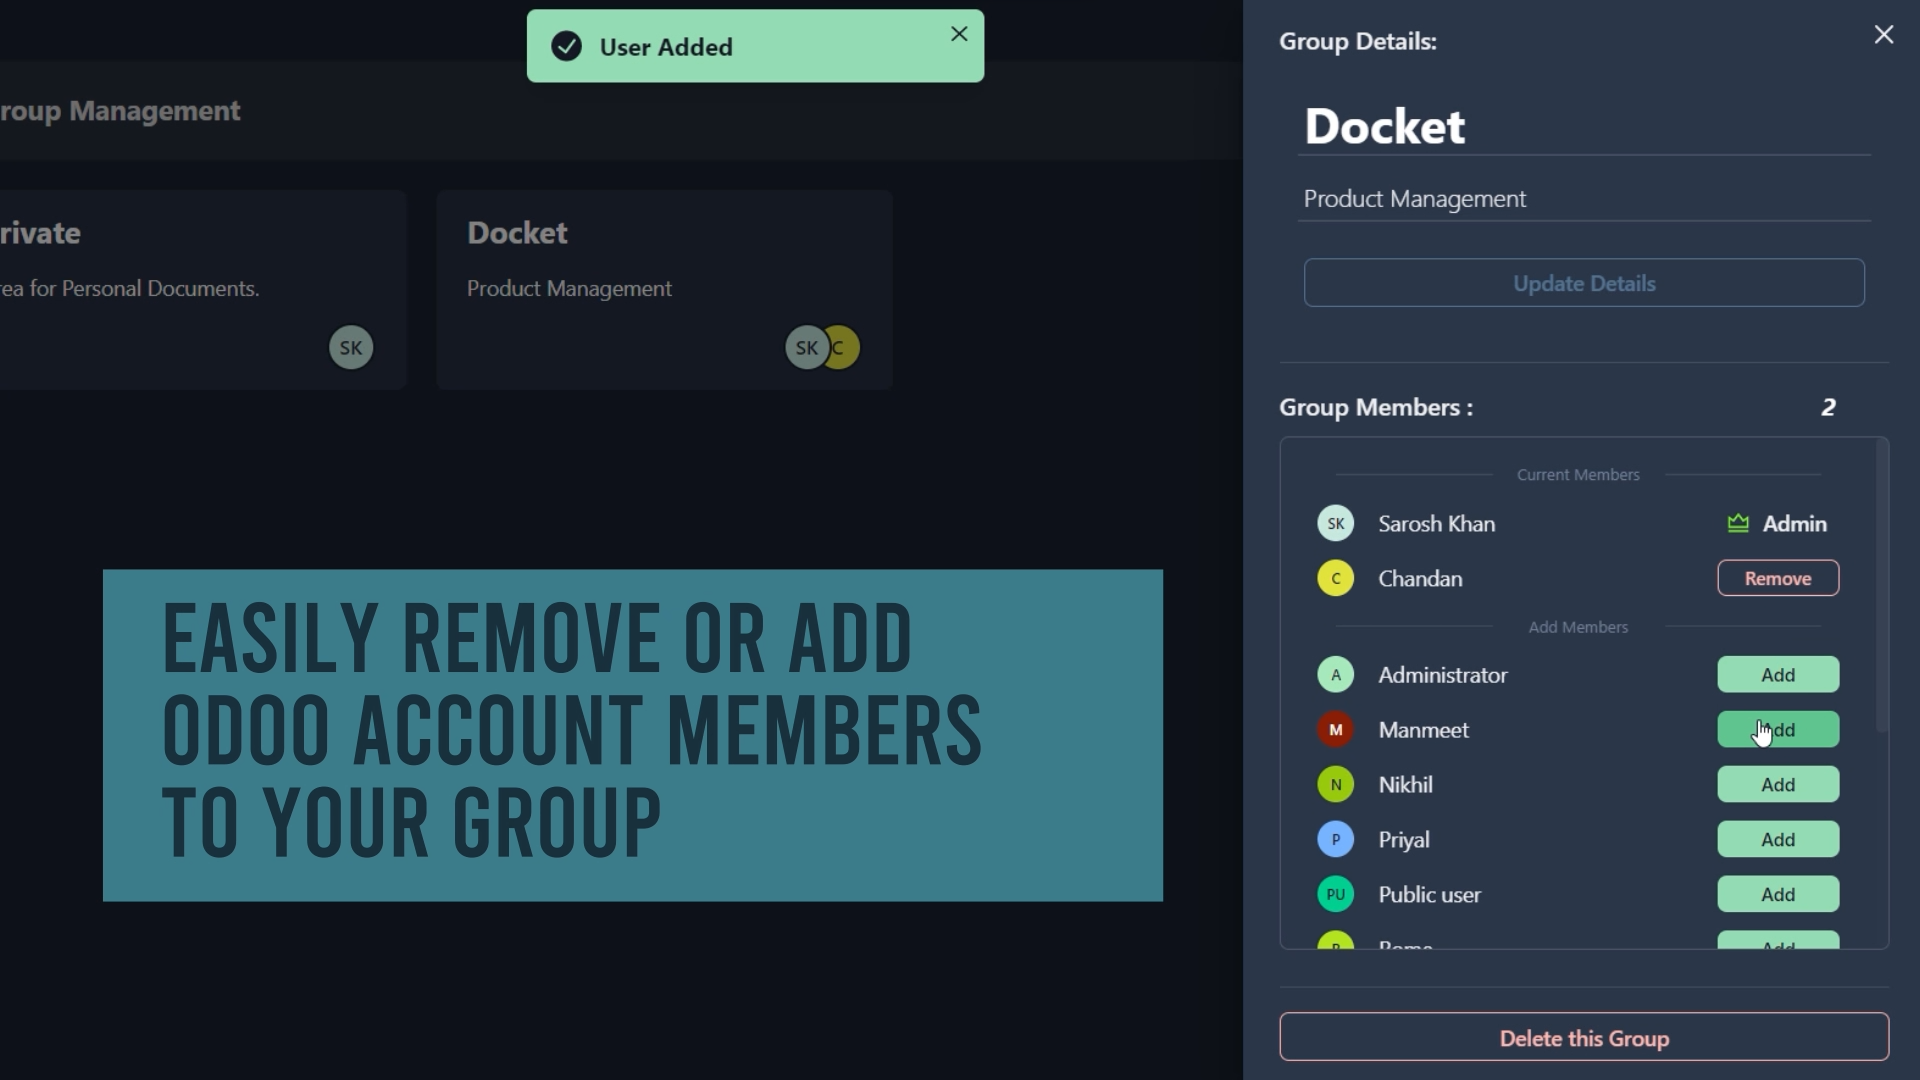 User Added
roup Management
rivate
rea for Personal Documents.
SK
Docket
Product Management
SK C
EASILY REMOVE OR ADD
ODOO ACCOUNT MEMBERS
TO YOUR GROUP
Group Details:
Docket
Product Management
Update Details
Group Members : 2
Current Members
SK Sarosh Khan Admin
C Chandan Remove
Add Members
A Administrator Add
M Manmeet Add
N Nikhil Add
P Priyal Add
PU Public user Add
Add
Delete this Group